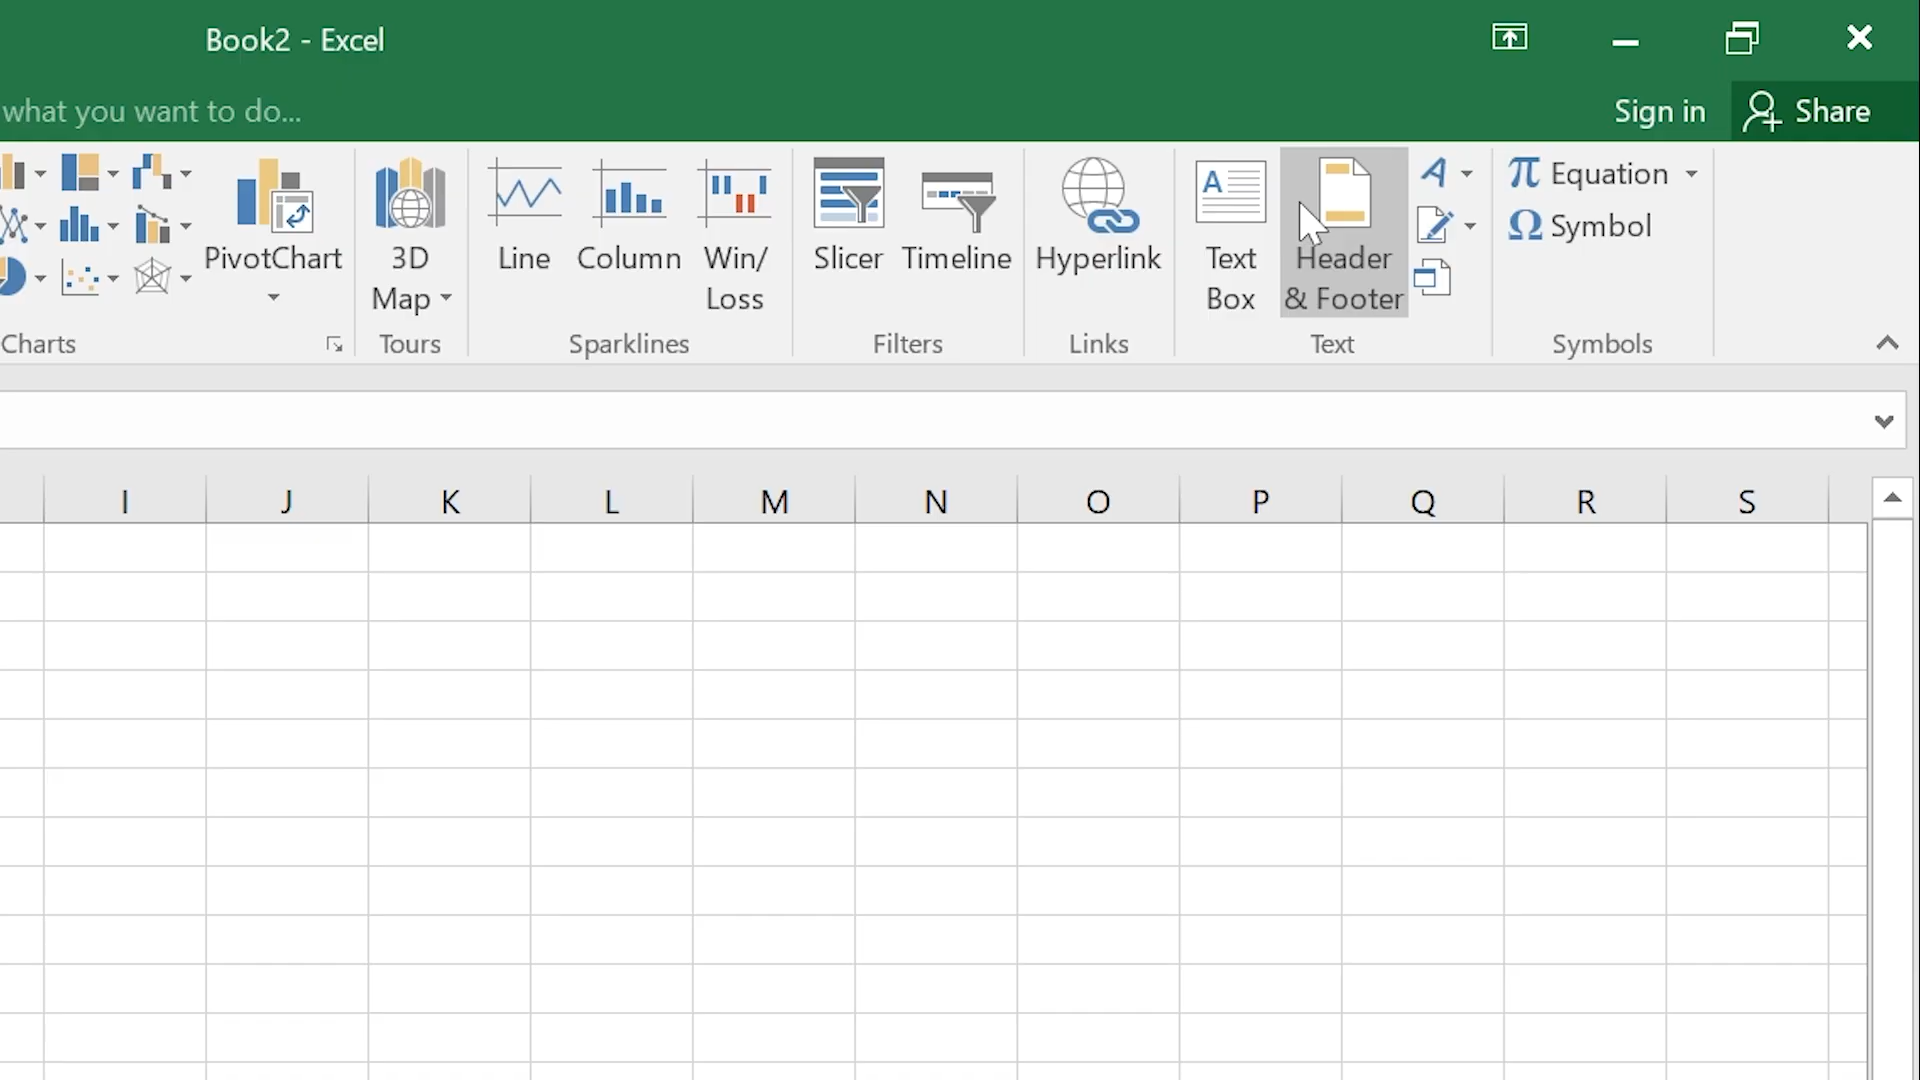 Book2 - Excel
what you want to do...
Sign in
Share
PivotChart
3D
Map
Line
Column
Win/
Loss
Slicer
Timeline
Hyperlink
Text
Box
Header
& Footer
Equation
Symbol
Charts
Tours
Sparklines
Filters
Links
Text
Symbols
I J K L M N O P Q R S